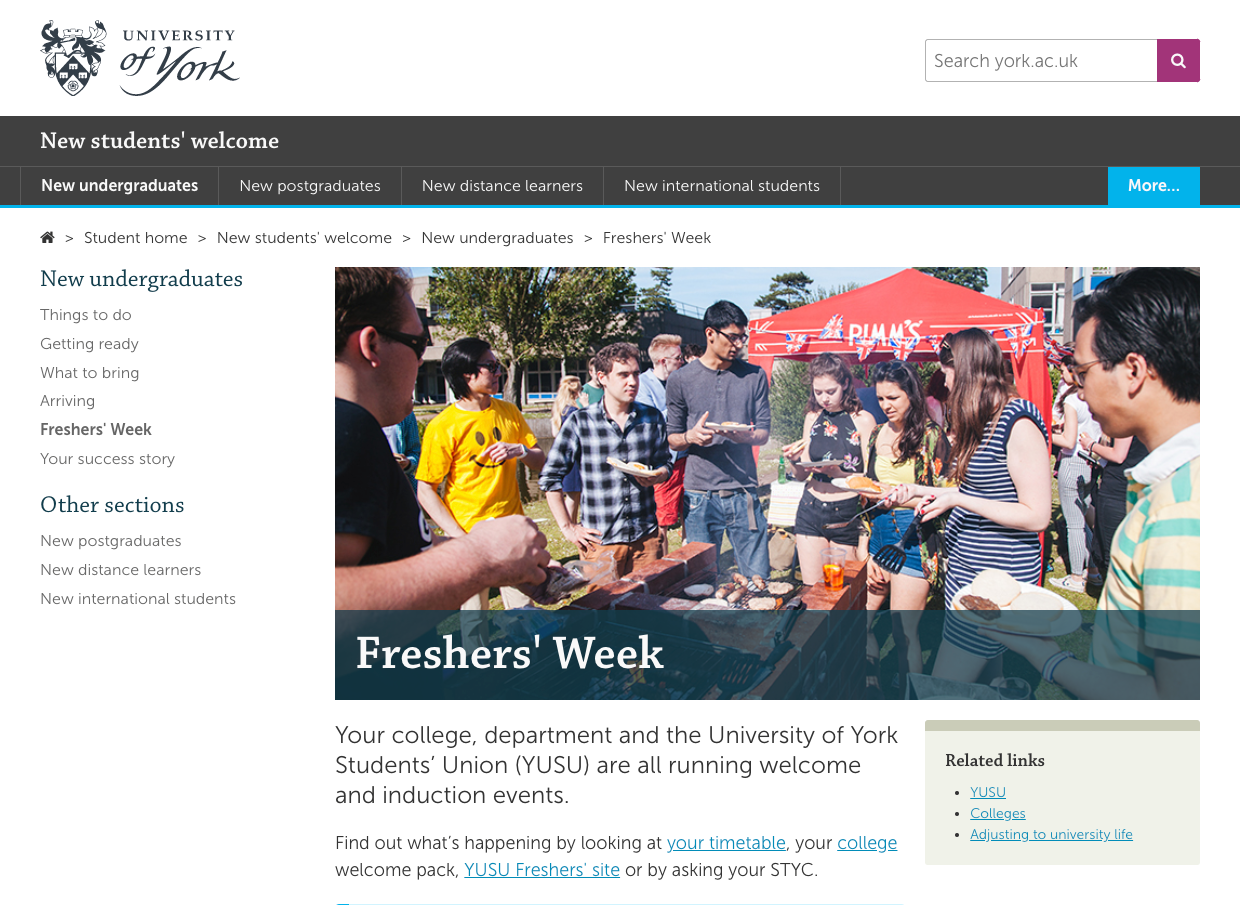 UNIVERSITY
of York
Search york.ac.uk
New students' welcome
New undergraduates
New postgraduates
New distance learners
New international students
More...
> Student home > New students' welcome > New undergraduates > Freshers' Week
New undergraduates
Things to do
Getting ready
What to bring
Arriving
Freshers' Week
Your success story
Other sections
New postgraduates
New distance learners
New international students
PIMM'S
Freshers' Week
Your college, department and the University of York
Students’ Union (YUSU) are all running welcome
and induction events.
Find out what’s happening by looking at your timetable, your college
welcome pack, YUSU Freshers' site or by asking your STYC.
Related links
• YUSU
• Colleges
• Adjusting to university life